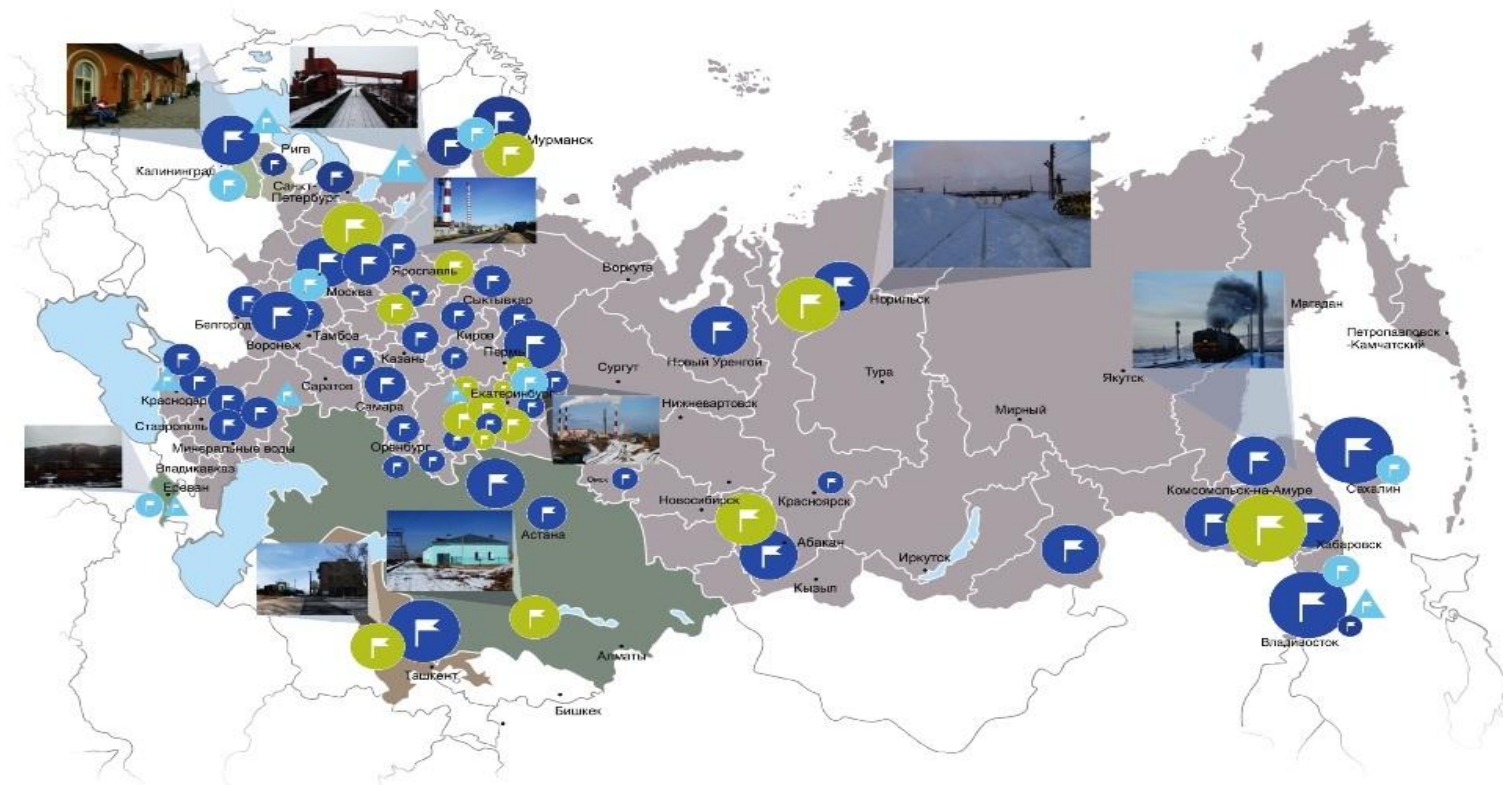 Мурманск
Рига
Калининград
Санкт-
Петербург
Ярославль
Воркута
Москва
Сыктывкар
Норильск
Магадан
Белгород
Тамбов
Киров
Воронеж
Петропавловск
-Камчатский
Казань
Пермь
Новый Уренгой
Сургут
Тура
Якутск
Саратов
Екатеринбург
Краснодар
Самара
Нижневартовск
Мирный
Ставрополь
Оренбург
Минеральные воды
Владикавказ
Ереван
Омск
Новосибирск
Красноярск
Комсомольск-на-Амуре
Сахалин
Астана
Абакан
Хабаровск
Иркутск
Кызыл
Владивосток
Алматы
Ташкент
Бишкек